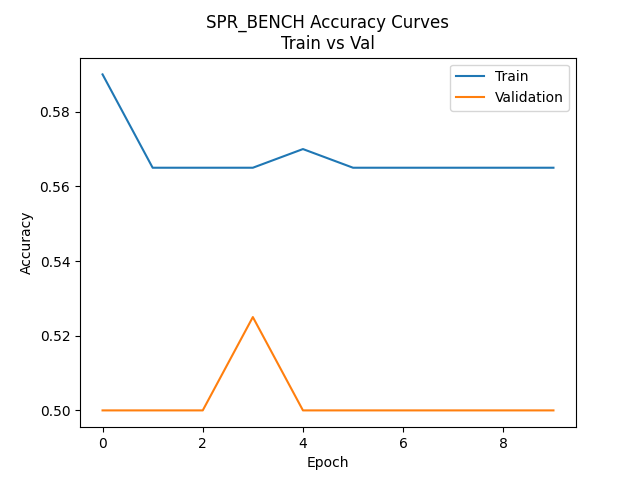 SPR_BENCH Accuracy Curves
Train vs Val
Train
Validation
0.58
0.56
0.54
0.52
0.50
Accuracy
0 2 4 6 8
Epoch